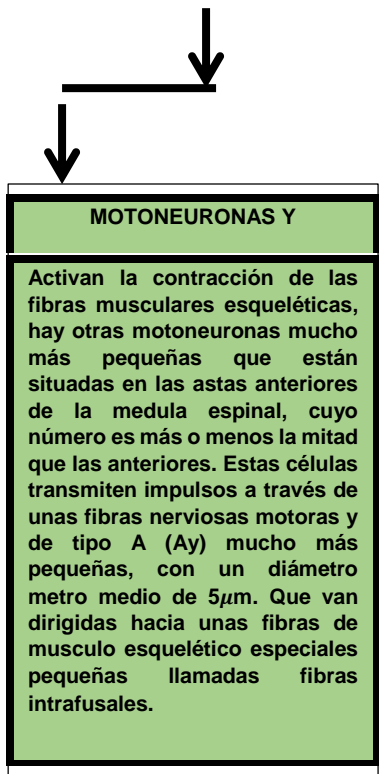 MOTONEURONAS Y
Activan la contracción de las
fibras musculares esqueléticas,
hay otras motoneuronas mucho
más pequeñas que están
situadas en las astas anteriores
de la medula espinal, cuyo
número es más o menos la mitad
que las anteriores. Estas células
transmiten impulsos a través de
unas fibras nerviosas motoras y
de tipo A (Ay) mucho más
pequeñas, con un diámetro
metro medio de 5𝝁m. Que van
dirigidas hacia unas fibras de
musculo esquelético especiales
pequeñas llamadas fibras
intrafusales.